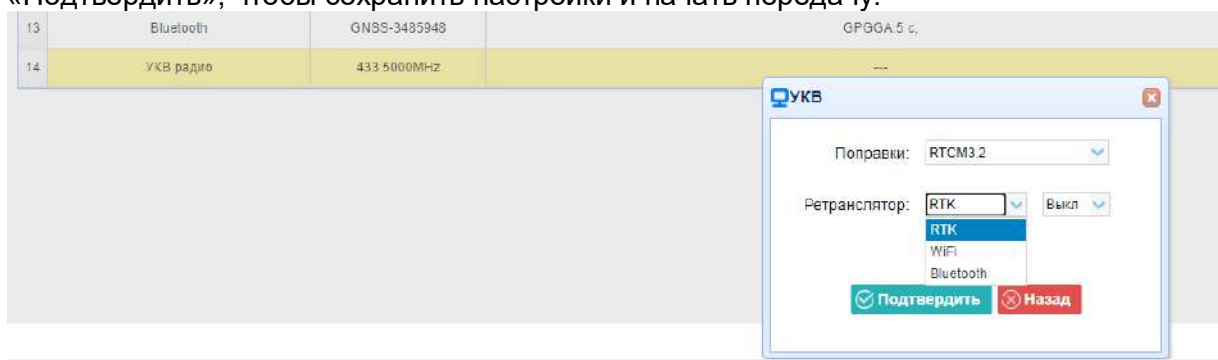 «Подтвердить», чтобы сохранить настройки и начать передачу.
13 Bluetooth GNSS-3485948 GPGGA:5 с,
14 УКВ радио 433 5000MHz ---
УКВ
Поправки: RTCM3.2
Ретранслятор: RTK Выкл
RTK
WiFi
Bluetooth
Подтвердить Назад